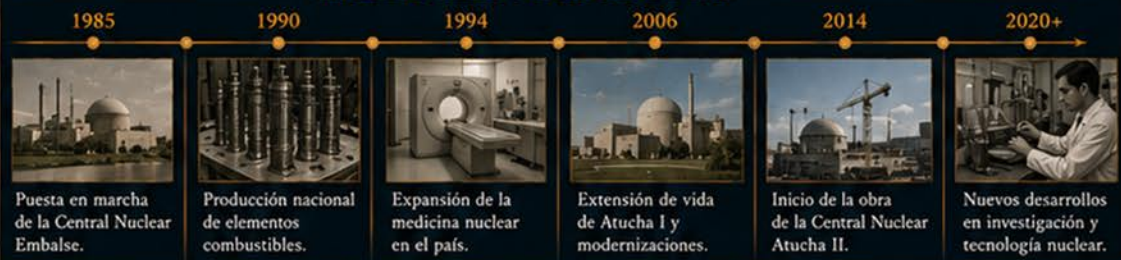 1985
1990
1994
2006
2014
2020+
Puesta en marcha
de la Central Nuclear
Embalse.
Producción nacional
de elementos
combustibles.
Expansión de la
medicina nuclear
en el país.
Extensión de vida
de Atucha I y
modernizaciones.
Inicio de la obra
de la Central Nuclear
Atucha II.
Nuevos desarrollos
en investigación y
tecnología nuclear.